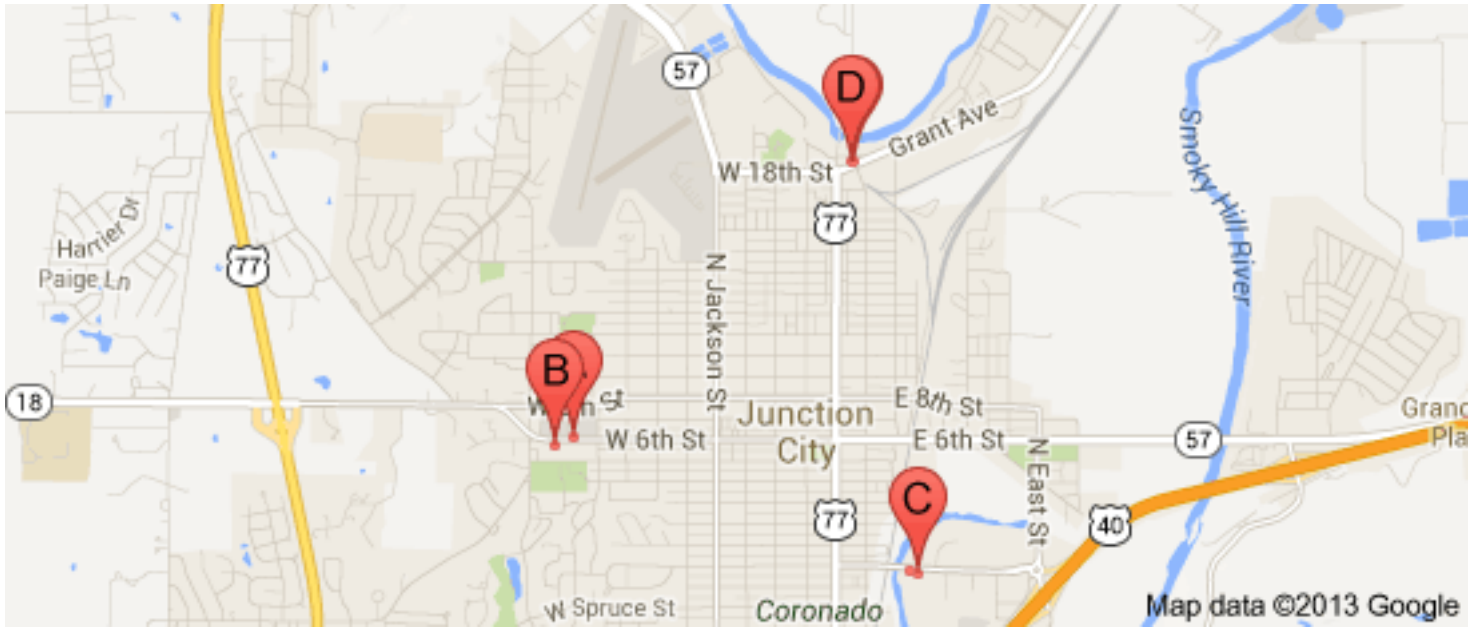 57
D
Grant Ave
W 18th St
77
Smoky Hill River
Harrier Dr
Paige Ln
77
N Jackson St
B
18
St
E 8th St
Junction
City
W 6th St
E 6th St
57
Grand
Pla
N East St
C
77
40
W Spruce St
Coronado
Map data ©2013 Google